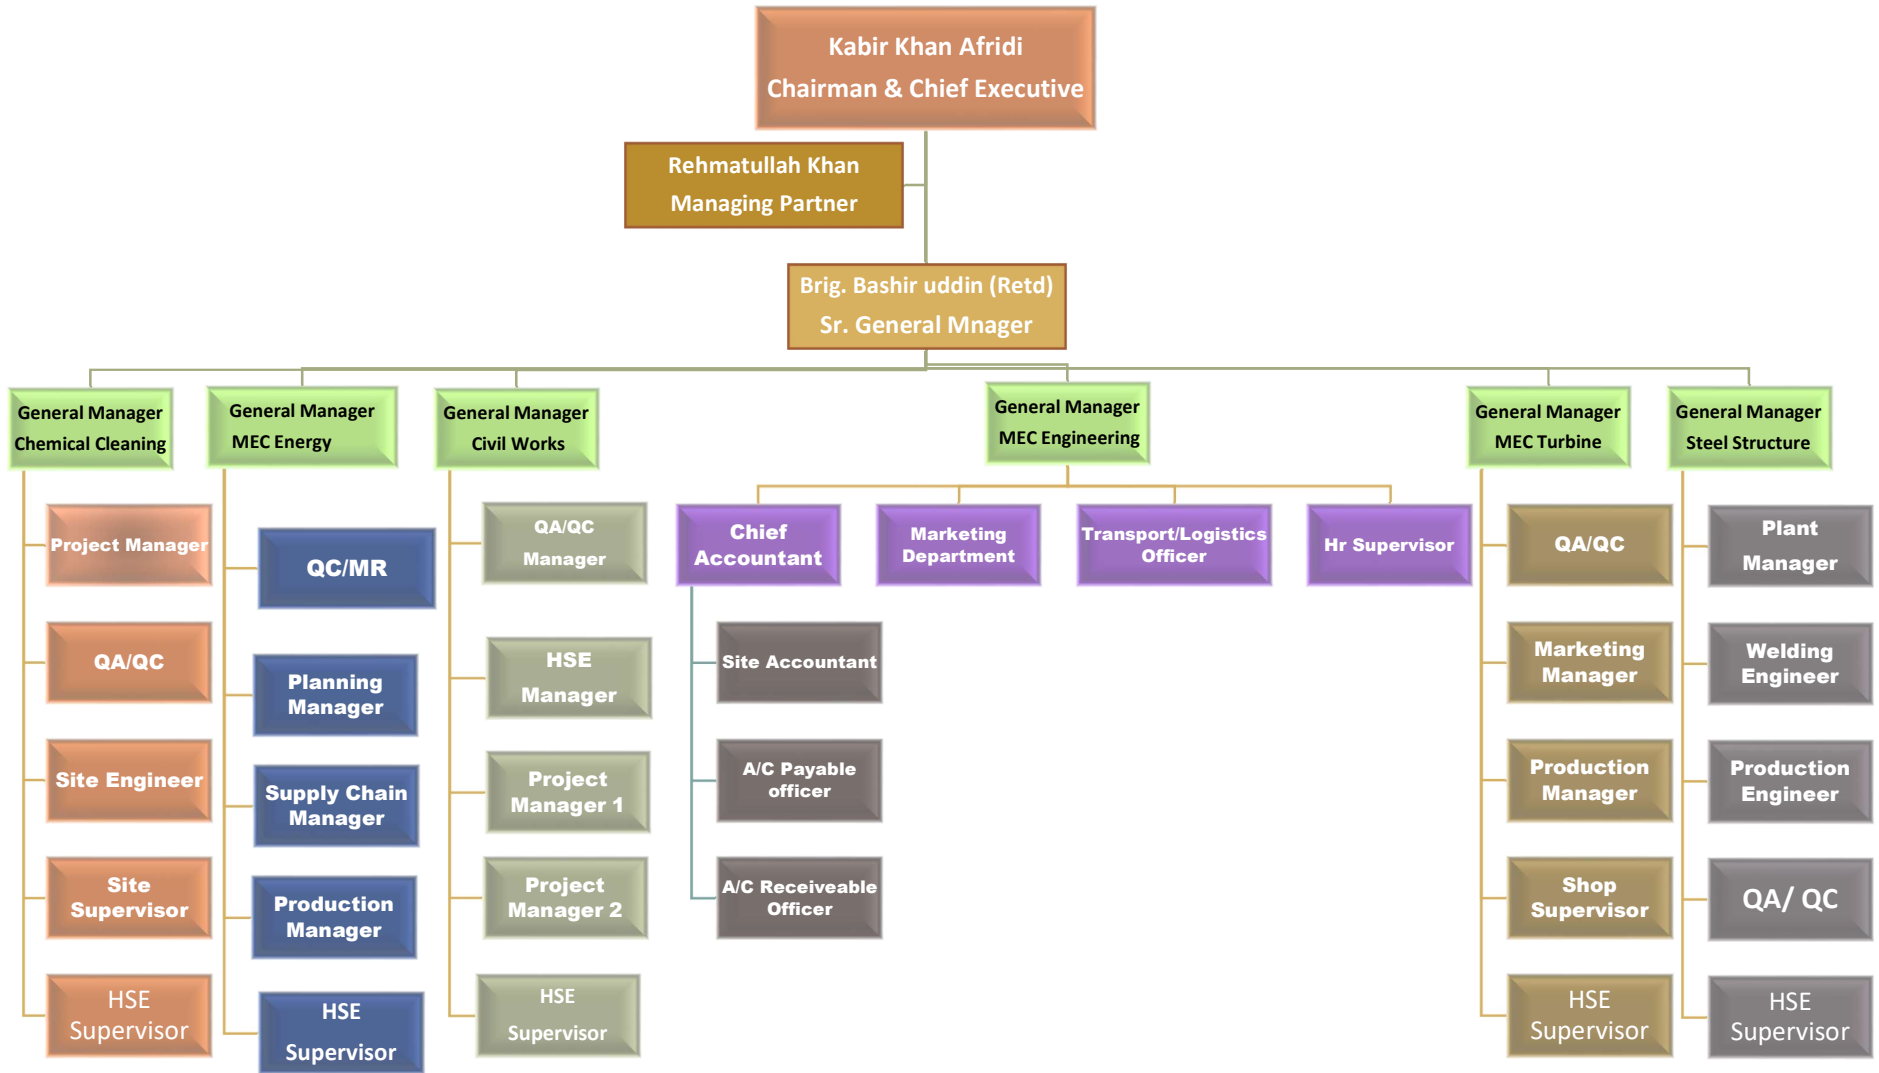 Kabir Khan Afridi
Chairman & Chief Executive
Rehmatullah Khan
Managing Partner
Brig. Bashir uddin (Retd)
Sr. General Mnager
General Manager
Chemical Cleaning
General Manager
MEC Energy
General Manager
Civil Works
General Manager
MEC Engineering
General Manager
MEC Turbine
General Manager
Steel Structure
Project Manager
QA/QC
Site Engineer
Site
Supervisor
HSE
Supervisor
QC/MR
Planning
Manager
Supply Chain
Manager
Production
Manager
HSE
Supervisor
QA/QC
Manager
HSE
Manager
Project
Manager 1
Project
Manager 2
HSE
Supervisor
Chief
Accountant
Marketing
Department
Transport/Logistics
Officer
Hr Supervisor
Site Accountant
A/C Payable
officer
A/C Receiveable
Officer
QA/QC
Marketing
Manager
Production
Manager
Shop
Supervisor
HSE
Supervisor
Plant
Manager
Welding
Engineer
Production
Engineer
QA/ QC
HSE
Supervisor